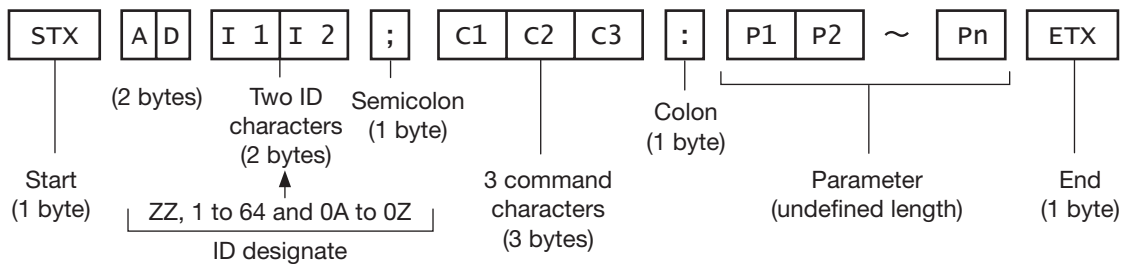 STX A D I 1 I 2 ; C1 C2 C3 : P1 P2 ～ Pn ETX
(2 bytes)
Two ID
characters
(2 bytes)
Semicolon
(1 byte)
Colon
(1 byte)
Start
(1 byte)
ZZ, 1 to 64 and 0A to 0Z
ID designate
3 command
characters
(3 bytes)
Parameter
(undefined length)
End
(1 byte)